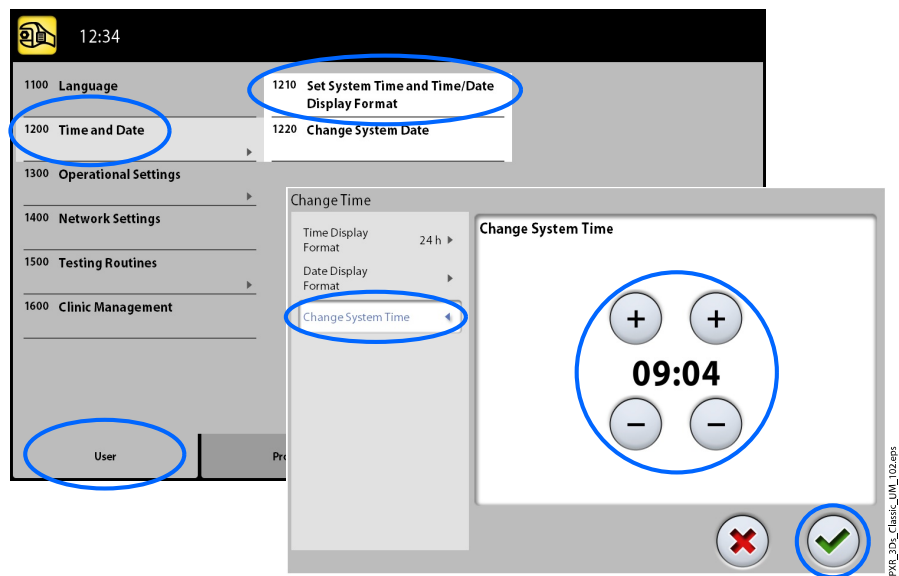 12:34
1100 Language
1200 Time and Date
1300 Operational Settings
1400 Network Settings
1500 Testing Routines
1600 Clinic Management
1210 Set System Time and Time/Date
Display Format
1220 Change System Date
User
Pr
Change Time
Time Display
Format
24 h
Date Display
Format
Change System Time
Change System Time
+ +
09:04
− −
PXR_3Ds_Classic_UM_102.eps